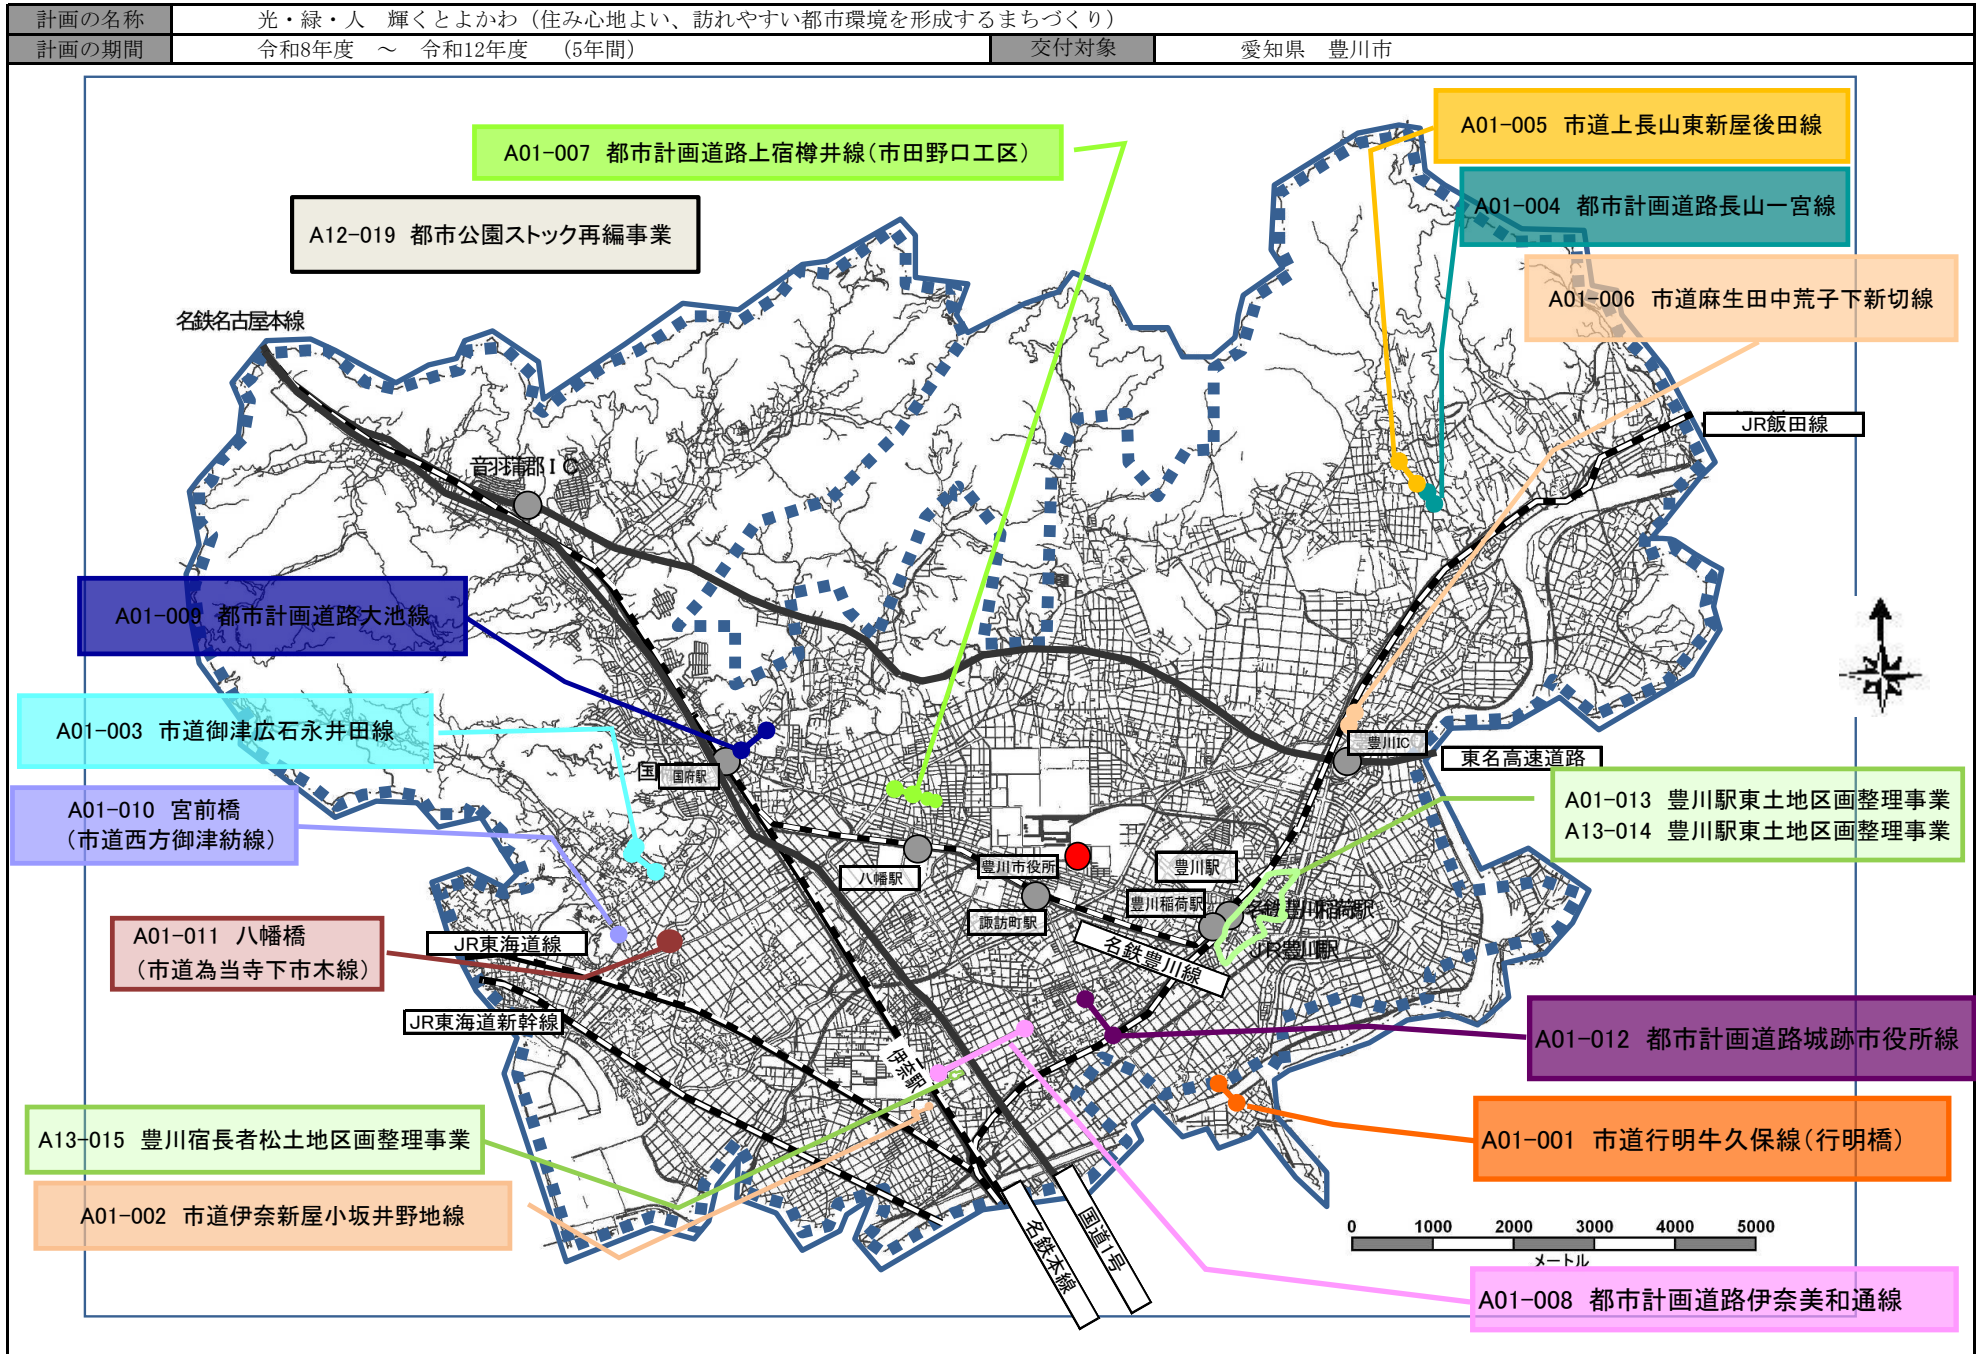 計画の名称 光・緑・人 輝くとよかわ（住み心地よい、訪れやすい都市環境を形成するまちづくり）
計画の期間 令和8年度 ～ 令和12年度 （5年間） 交付対象 愛知県 豊川市
A01-005 市道上長山東新屋後田線
A01-007 都市計画道路上宿樽井線（市田野口工区）
A01-004 都市計画道路長山一宮線
A12-019 都市公園ストック再編事業
A01-006 市道麻生田中荒子下新切線
名鉄名古屋本線
JR飯田線
音羽蒲郡IC
A01-009 都市計画道路大池線
A01-003 市道御津広石永井田線
豊川IC
東名高速道路
国府駅
A01-010 宮前橋
（市道西方御津紡線）
A01-013 豊川駅東土地区画整理事業
A13-014 豊川駅東土地区画整理事業
八幡駅
豊川市役所
豊川駅
豊川稲荷駅
名鉄豊川稲荷駅
諏訪町駅
JR豊川駅
名鉄豊川線
A01-011 八幡橋
（市道為当寺下市木線）
JR東海道線
JR東海道新幹線
伊奈駅
A01-012 都市計画道路城跡市役所線
A13-015 豊川宿長者松土地区画整理事業
A01-001 市道行明牛久保線（行明橋）
A01-002 市道伊奈新屋小坂井野地線
名鉄本線
国道1号
0 1000 2000 3000 4000 5000
メートル
A01-008 都市計画道路伊奈美和通線